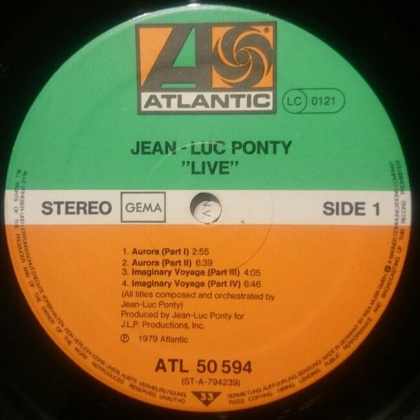 ATLANTIC
LC 0121
JEAN-LUC PONTY
"LIVE"
STEREO GEMA SIDE 1
1. Aurora (Part I) 2:55
2. Aurora (Part II) 6:39
3. Imaginary Voyage (Part III) 4:05
4. Imaginary Voyage (Part IV) 6:46
(All titles composed and orchestrated by
Jean-Luc Ponty)
Produced by Jean-Luc Ponty for
J.L.P. Productions, Inc.
Ⓟ 1979 Atlantic
ATL 50 594
(ST-A-794239)
33